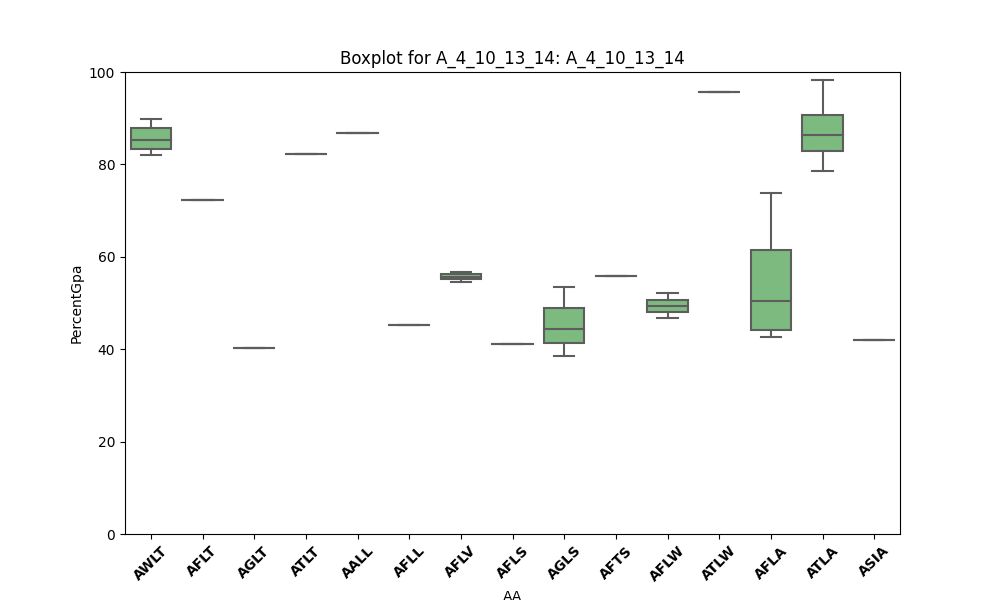 Boxplot for A_4_10_13_14: A_4_10_13_14
100
80
60
40
20
0
PercentGpa
AWLT AFLT AGLT ATLT AALL AFLL AFLV AFLS AGLS AFTS AFLW ATLW AFLA ATLA ASIA
AA